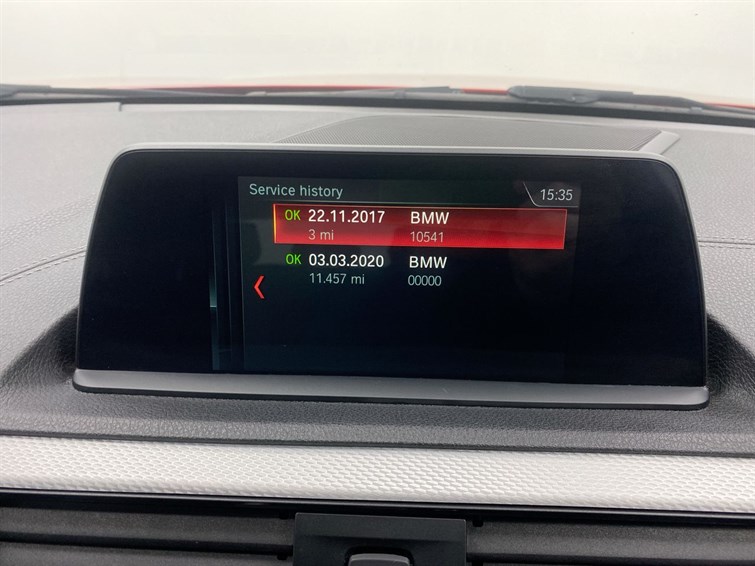 Service history 15:35
OK 22.11.2017 BMW
3 mi 10541
OK 03.03.2020 BMW
11.457 mi 00000